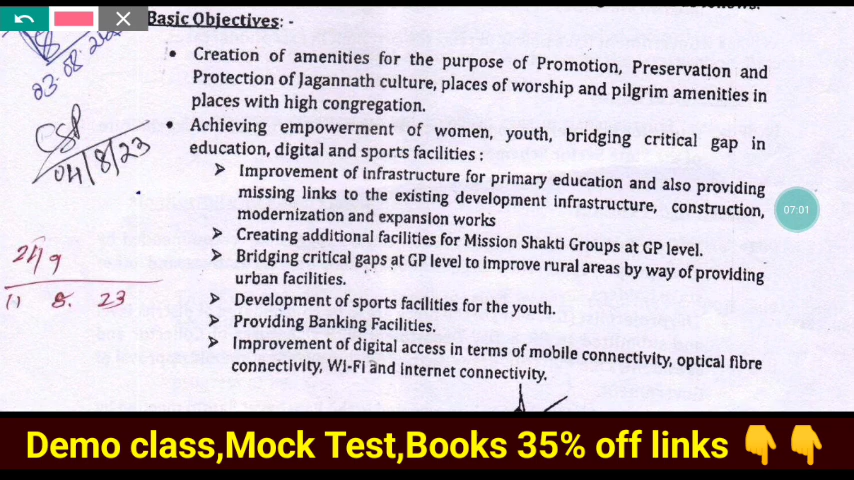 Basic Objectives: -
03.08.
• Creation of amenities for the purpose of Promotion, Preservation and
Protection of Jagannath culture, places of worship and pilgrim amenities in
places with high congregation.
• Achieving empowerment of women, youth, bridging critical gap in
education, digital and sports facilities :
04/8/23
➢ Improvement of infrastructure for primary education and also providing
missing links to the existing development infrastructure, construction,
modernization and expansion works
07:01
➢ Creating additional facilities for Mission Shakti Groups at GP level.
➢ Bridging critical gaps at GP level to improve rural areas by way of providing
urban facilities.
11 8. 23
➢ Development of sports facilities for the youth.
➢ Providing Banking Facilities.
➢ Improvement of digital access in terms of mobile connectivity, optical fibre
connectivity, Wi-Fi and internet connectivity.
Demo class,Mock Test,Books 35% off links 👇👇